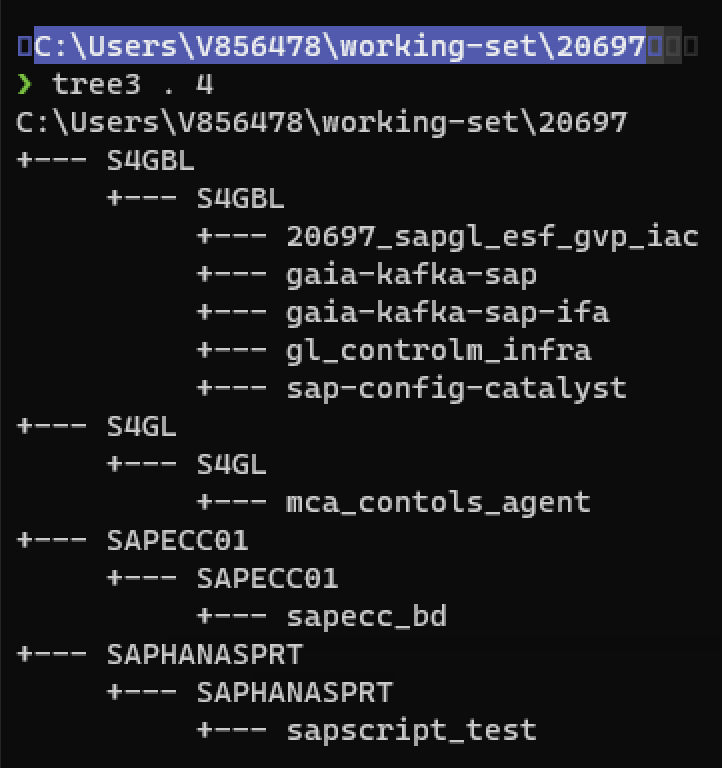 C:\Users\V856478\working-set\20697
❯ tree3 . 4
C:\Users\V856478\working-set\20697
+--- S4GBL
     +--- S4GBL
          +--- 20697_sapgl_esf_gvp_iac
          +--- gaia-kafka-sap
          +--- gaia-kafka-sap-ifa
          +--- gl_controlm_infra
          +--- sap-config-catalyst
+--- S4GL
     +--- S4GL
          +--- mca_contols_agent
+--- SAPECC01
     +--- SAPECC01
          +--- sapecc_bd
+--- SAPHANASPRT
     +--- SAPHANASPRT
          +--- sapscript_test